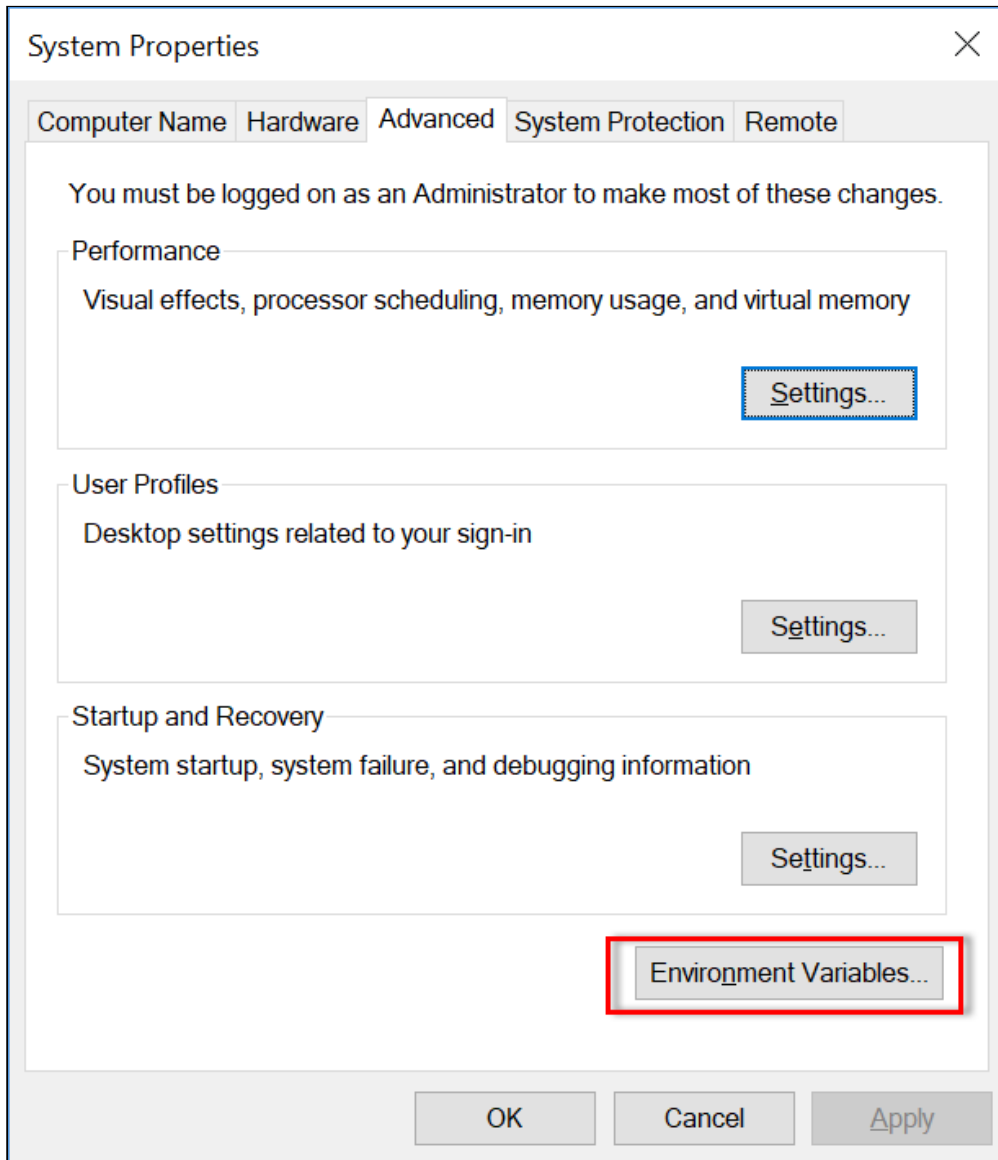 System Properties
Computer Name Hardware Advanced System Protection Remote
You must be logged on as an Administrator to make most of these changes.
Performance
Visual effects, processor scheduling, memory usage, and virtual memory
Settings...
User Profiles
Desktop settings related to your sign-in
Settings...
Startup and Recovery
System startup, system failure, and debugging information
Settings...
Environment Variables...
OK Cancel Apply